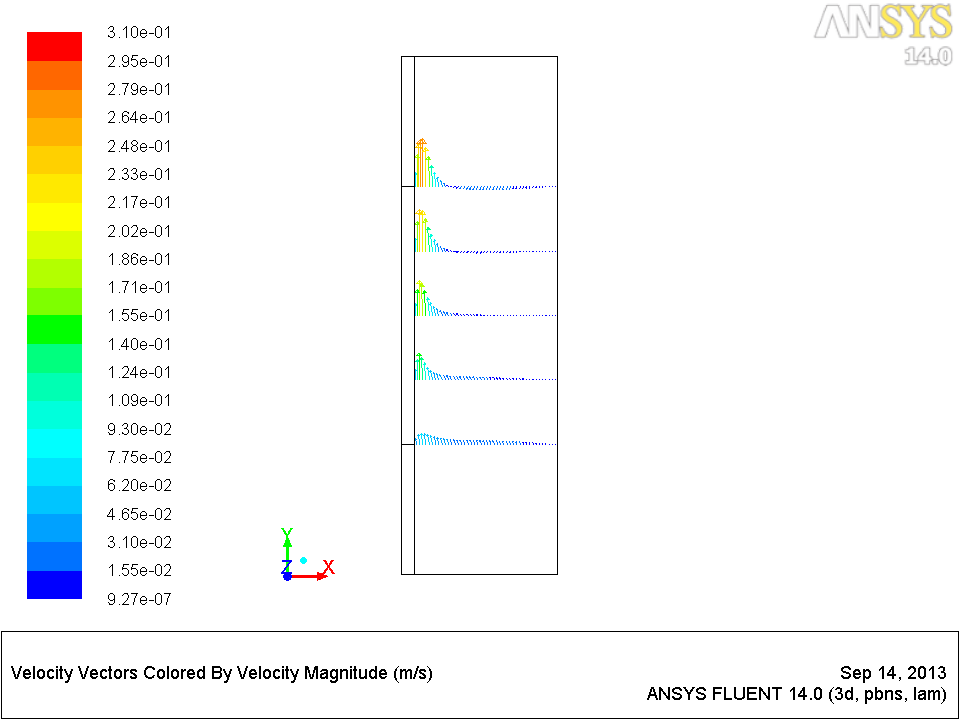 ANSYS
14.0
3.10e-01
2.95e-01
2.79e-01
2.64e-01
2.48e-01
2.33e-01
2.17e-01
2.02e-01
1.86e-01
1.71e-01
1.55e-01
1.40e-01
1.24e-01
1.09e-01
9.30e-02
7.75e-02
6.20e-02
4.65e-02
3.10e-02
1.55e-02
9.27e-07
Y
Z X
Velocity Vectors Colored By Velocity Magnitude (m/s)
Sep 14, 2013
ANSYS FLUENT 14.0 (3d, pbns, lam)